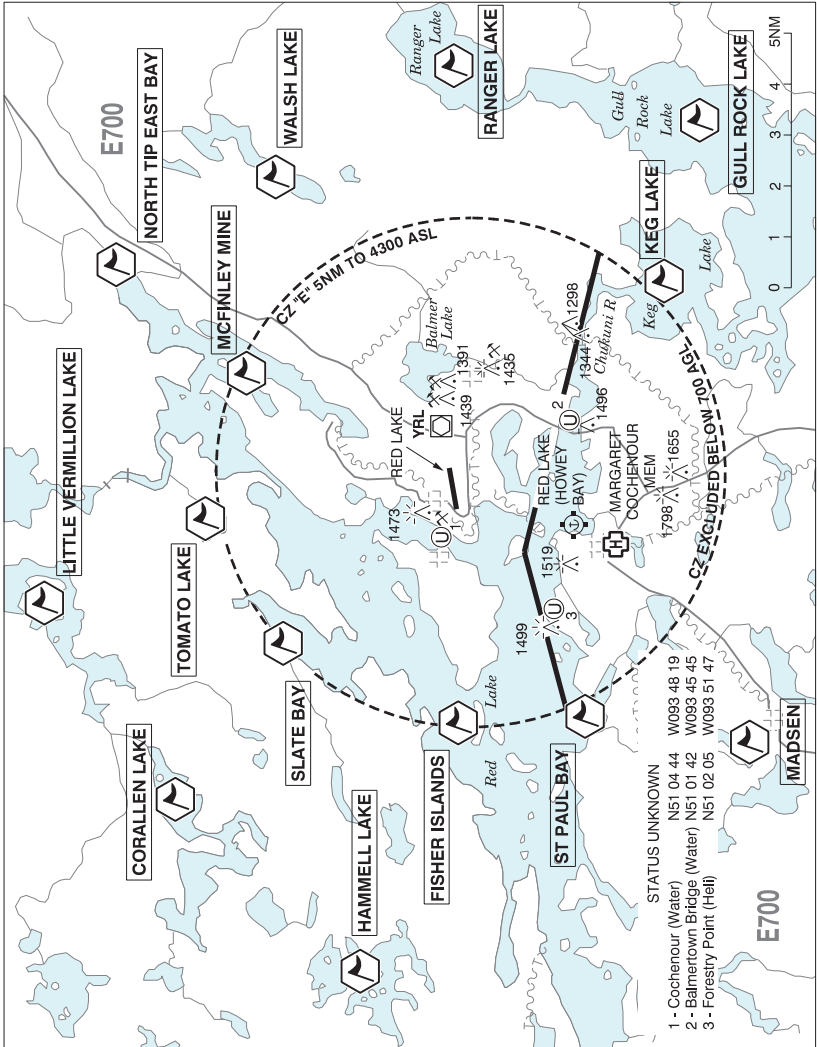 E700
NORTH TIP EAST BAY
WALSH LAKE
Ranger
Lake
RANGER LAKE
MCFINLEY MINE
LITTLE VERMILLION LAKE
TOMATO LAKE
SLATE BAY
CORALLEN LAKE
HAMMELL LAKE
FISHER ISLANDS
Red Lake
ST PAUL BAY
MADSEN
Gull
Rock
Lake
GULL ROCK LAKE
KEG LAKE
Keg
Lake
CZ "E" 5NM TO 4300 ASL
CZ EXCLUDED BELOW 700 AGL
Balmer
Lake
1391
1439
1435
RED LAKE
YRL
1473
U
1
1298
1344
Chukuni R
2
U
1496
RED LAKE
(HOWEY
BAY)
MARGARET
COCHENOUR
MEM
H
1655
1798
1519
1499
U
3
0 1 2 3 4 5NM
STATUS UNKNOWN
1 - Cochenour (Water) N51 04 44 W093 48 19
2 - Balmertown Bridge (Water) N51 01 42 W093 45 45
3 - Forestry Point (Heli) N51 02 05 W093 51 47
E700